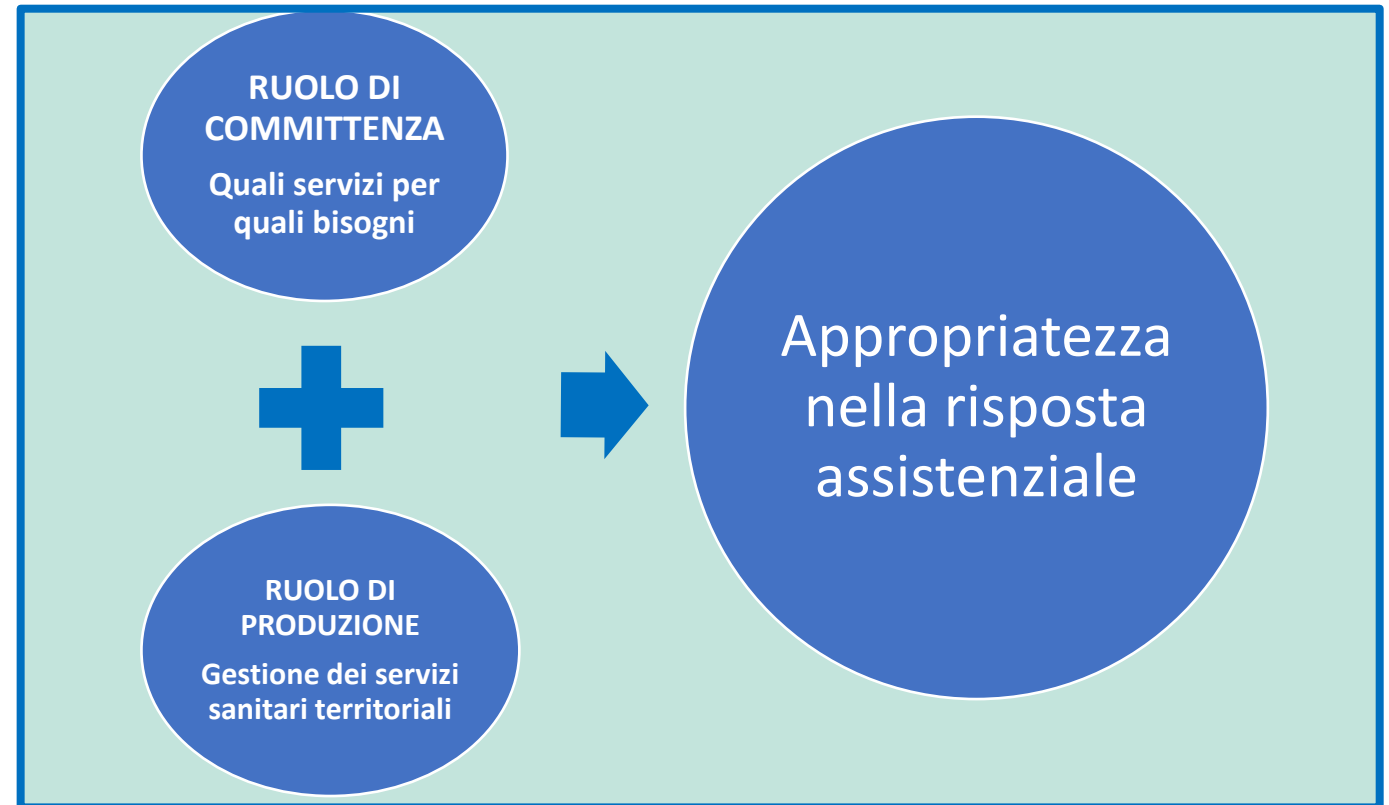 RUOLO DI
COMMITTENZA
Quali servizi per
quali bisogni
RUOLO DI
PRODUZIONE
Gestione dei servizi
sanitari territoriali
Appropriatezza
nella risposta
assistenziale